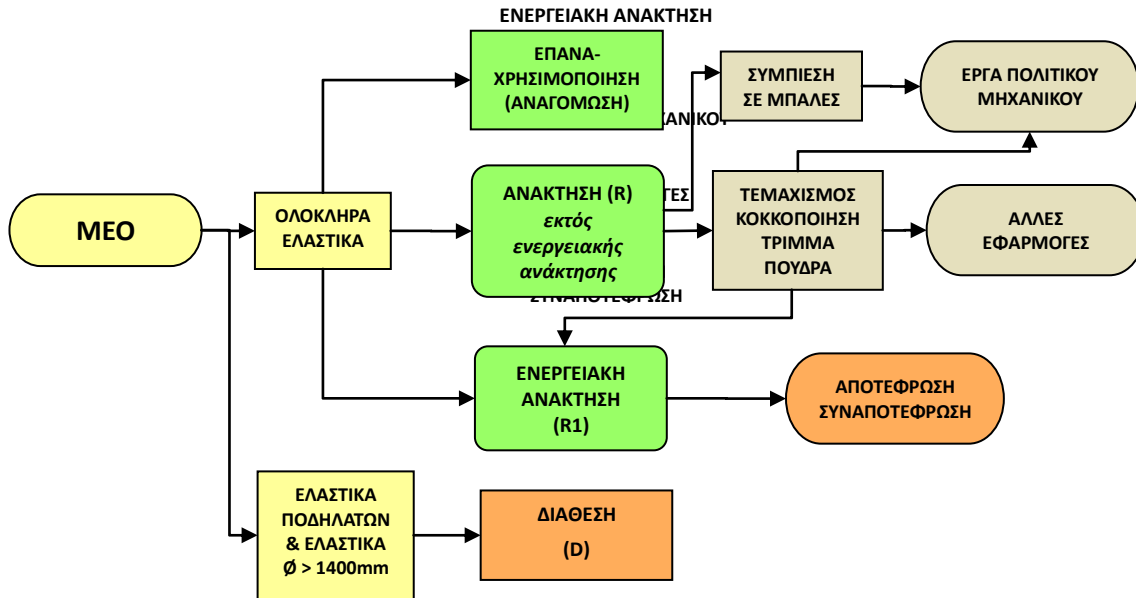 ΕΝΕΡΓΕΙΑΚΗ ΑΝΑΚΤΗΣΗ
ΕΠΑΝΑ-
ΧΡΗΣΙΜΟΠΟΙΗΣΗ
(ΑΝΑΓΟΜΩΣΗ)
ΣΥΜΠΙΕΣΗ
ΣΕ ΜΠΑΛΕΣ
ΕΡΓΑ ΠΟΛΙΤΙΚΟΥ
ΜΗΧΑΝΙΚΟΥ
ΜΕΟ
ΟΛΟΚΛΗΡΑ
ΕΛΑΣΤΙΚΑ
ΑΝΑΚΤΗΣΗ (R)
εκτός
ενεργειακής
ανάκτησης
ΤΕΜΑΧΙΣΜΟΣ
ΚΟΚΚΟΠΟΙΗΣΗ
ΤΡΙΜΜΑ
ΠΟΥΔΡΑ
ΑΛΛΕΣ
ΕΦΑΡΜΟΓΕΣ
ΣΥΝΑΠΟΤΕΦΡΩΣΗ
ΕΝΕΡΓΕΙΑΚΗ
ΑΝΑΚΤΗΣΗ
(R1)
ΑΠΟΤΕΦΡΩΣΗ
ΣΥΝΑΠΟΤΕΦΡΩΣΗ
ΕΛΑΣΤΙΚΑ
ΠΟΔΗΛΑΤΩΝ
& ΕΛΑΣΤΙΚΑ
Ø > 1400mm
ΔΙΑΘΕΣΗ
(D)